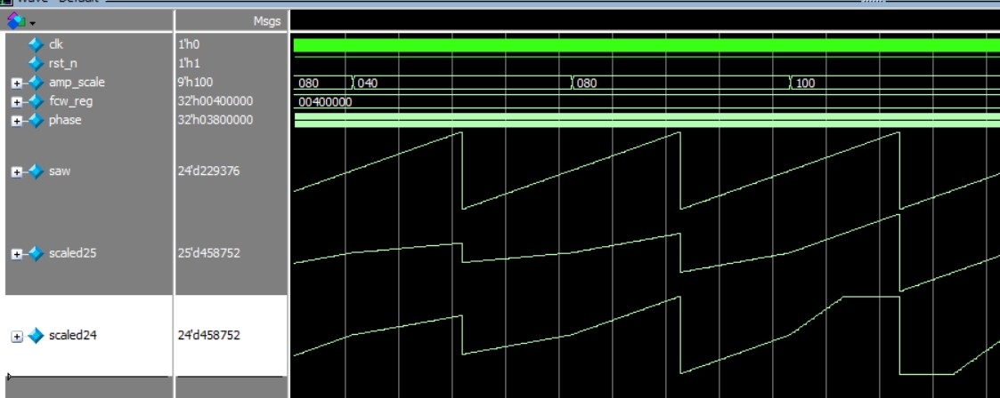 Wave - Default
Msgs
clk 1'h0
rst_n 1'h1
amp_scale 9'h100 080 040 080 100
fcw_reg 32'h00400000 00400000
phase 32'h03800000
saw 24'd229376
scaled25 25'd458752
scaled24 24'd458752